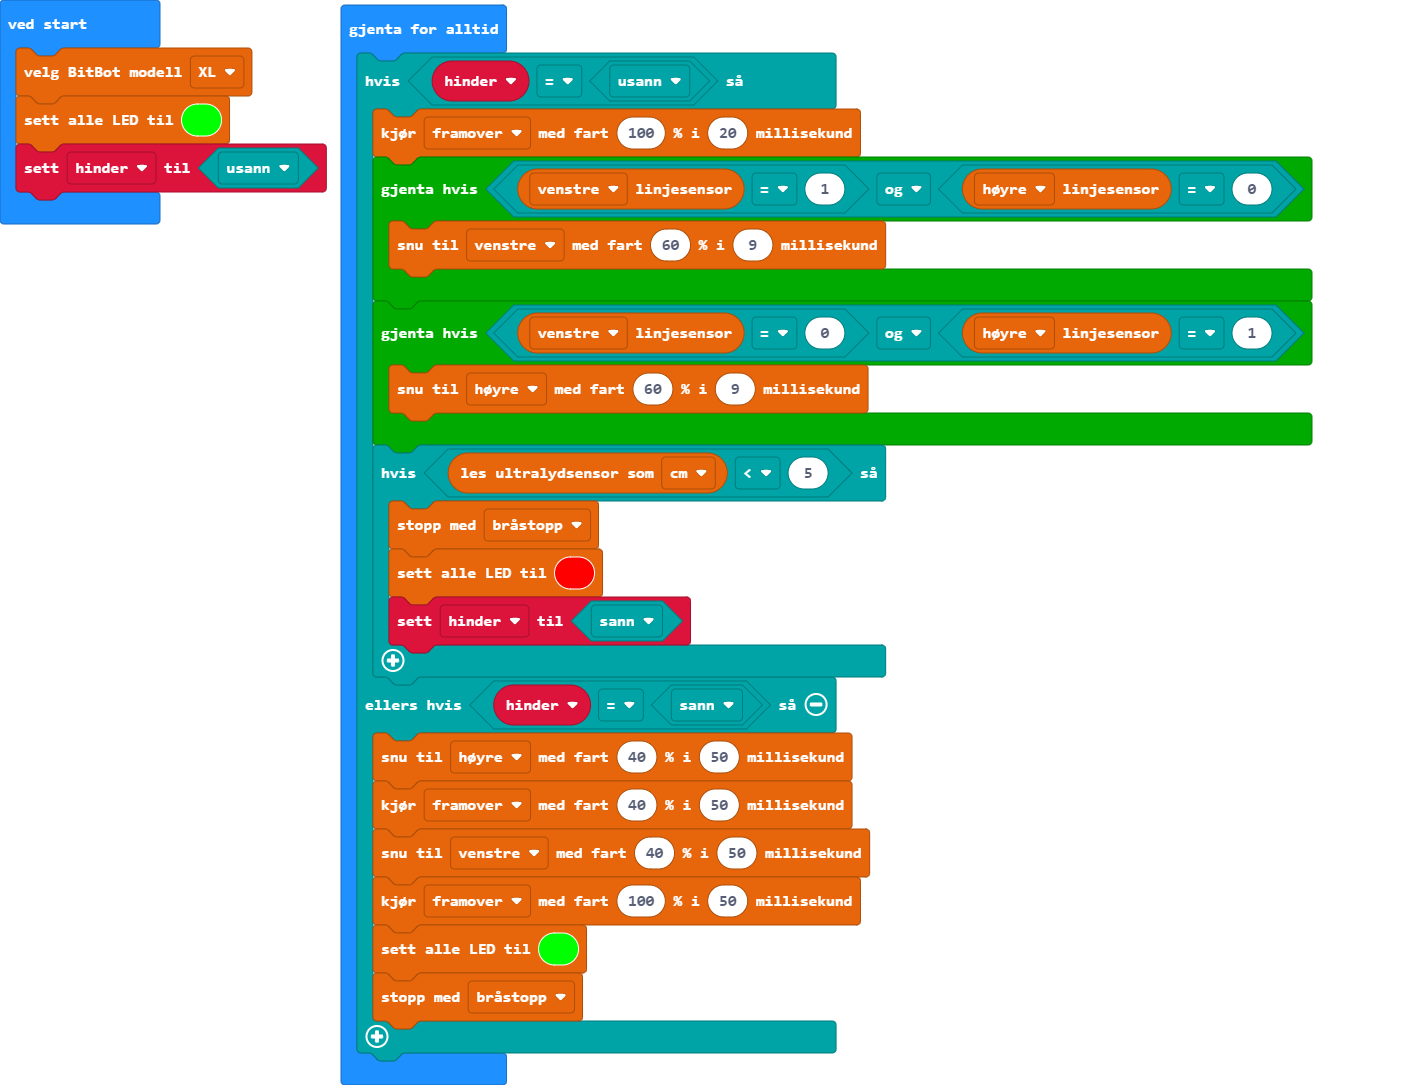 ved start
velg BitBot modell XL
sett alle LED til
sett hinder til usann
gjenta for alltid
hvis hinder = usann så
kjør framover med fart 100 % i 20 millisekund
gjenta hvis venstre linjesensor = 1 og høyre linjesensor = 0
snu til venstre med fart 60 % i 9 millisekund
gjenta hvis venstre linjesensor = 0 og høyre linjesensor = 1
snu til høyre med fart 60 % i 9 millisekund
hvis les ultralydsensor som cm < 5 så
stopp med bråstopp
sett alle LED til
sett hinder til sann
ellers hvis hinder = sann så
snu til høyre med fart 40 % i 50 millisekund
kjør framover med fart 40 % i 50 millisekund
snu til venstre med fart 40 % i 50 millisekund
kjør framover med fart 100 % i 50 millisekund
sett alle LED til
stopp med bråstopp